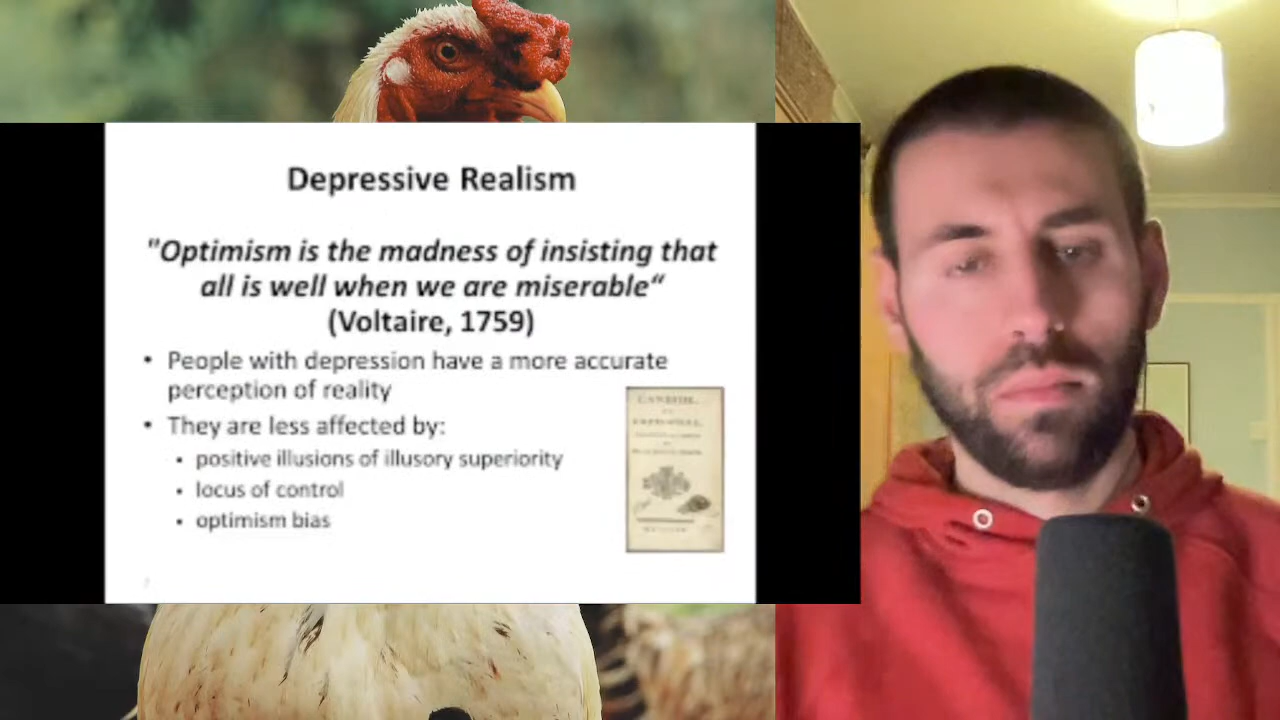 Depressive Realism
"Optimism is the madness of insisting that
all is well when we are miserable“
(Voltaire, 1759)
• People with depression have a more accurate
perception of reality
• They are less affected by:
• positive illusions of illusory superiority
• locus of control
• optimism bias
CANDIDE,